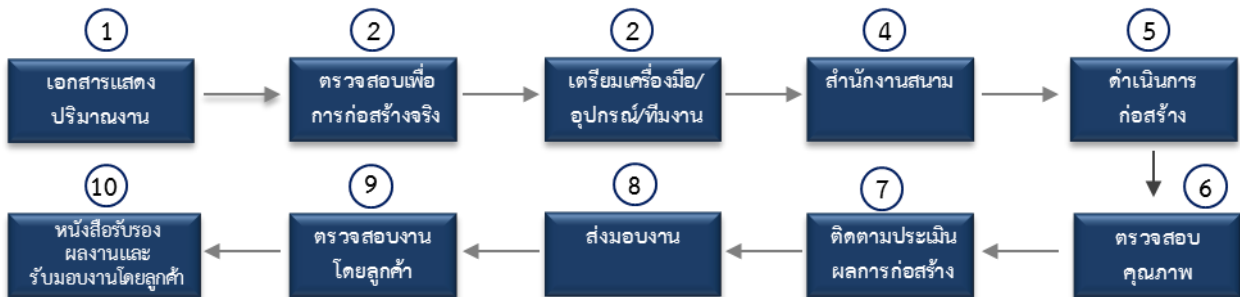 1
เอกสารแสดง
ปริมาณงาน
2
ตรวจสอบเพื่อ
การก่อสร้างจริง
2
เตรียมเครื่องมือ/
อุปกรณ์/ทีมงาน
4
สำนักงานสนาม
5
ดำเนินการ
ก่อสร้าง
6
ตรวจสอบ
คุณภาพ
7
ติดตามประเมิน
ผลการก่อสร้าง
8
ส่งมอบงาน
9
ตรวจสอบงาน
โดยลูกค้า
10
หนังสือรับรอง
ผลงานและ
รับมอบงานโดยลูกค้า